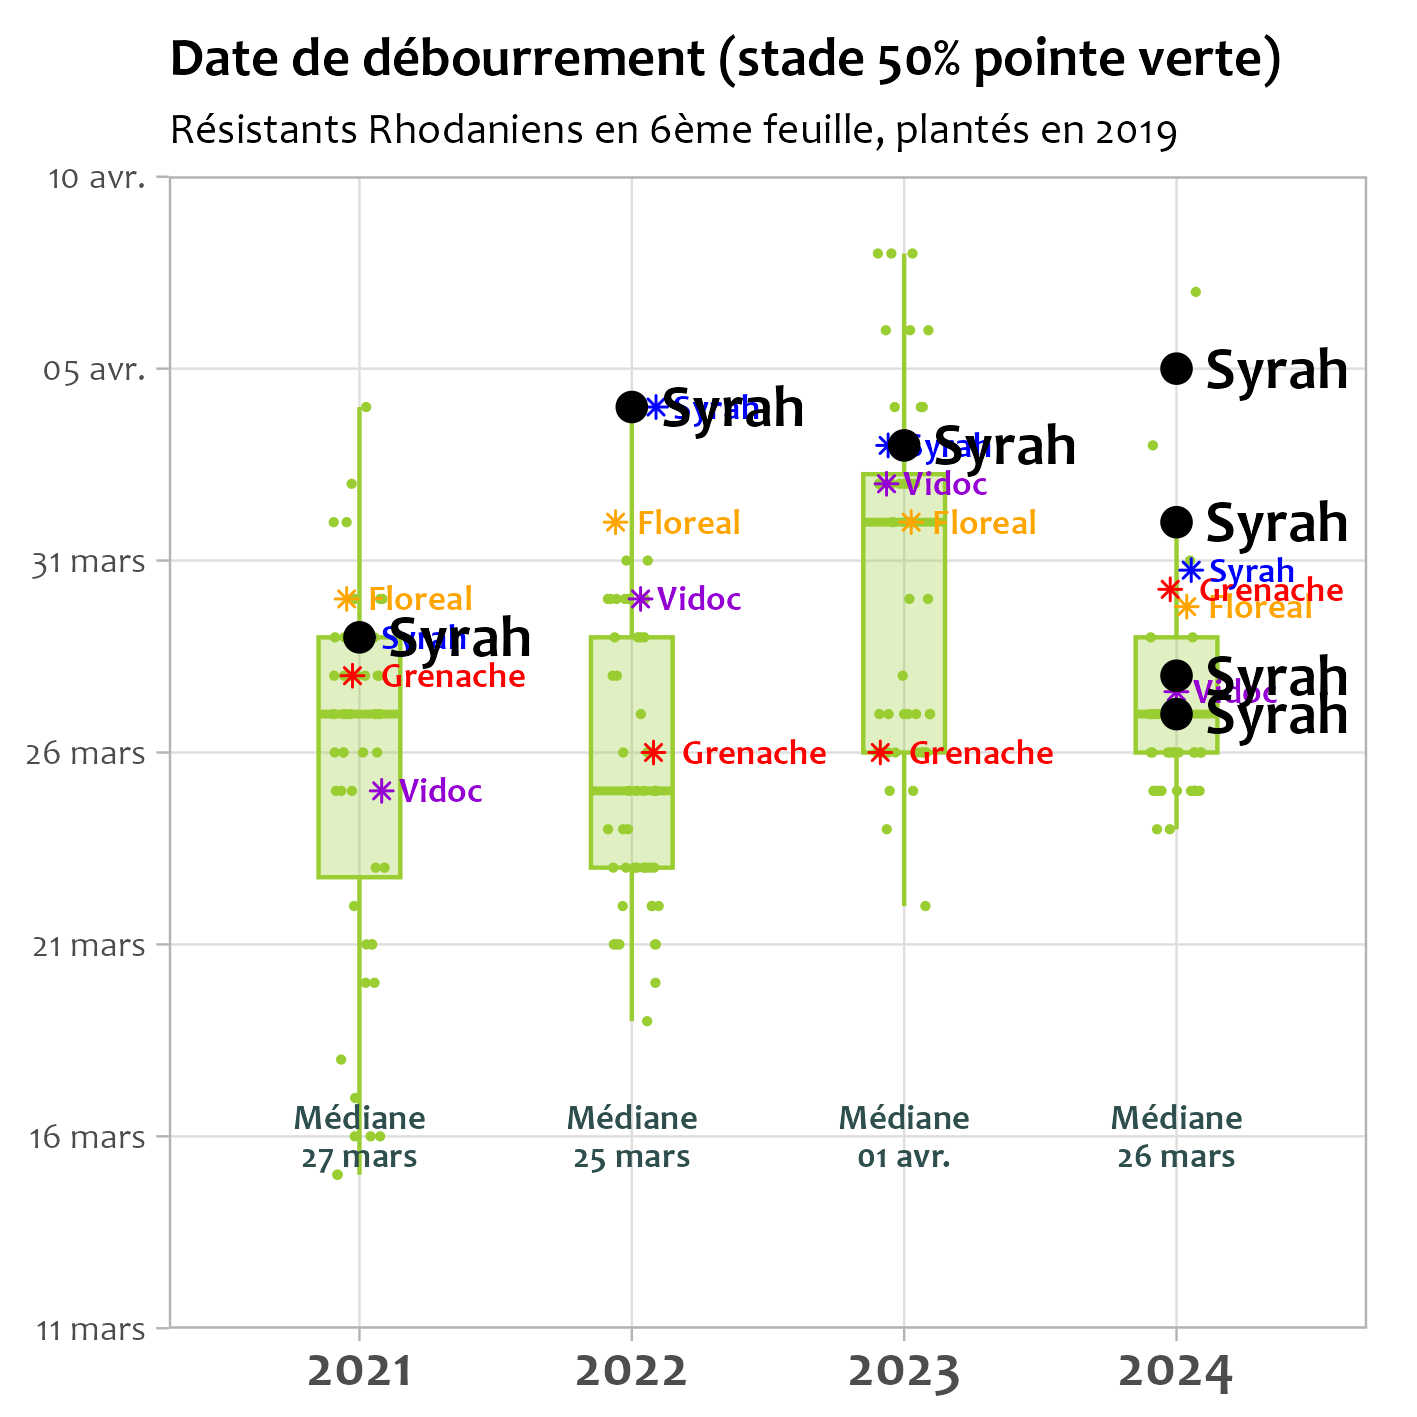 Date de débourrement (stade 50% pointe verte)
Résistants Rhodaniens en 6ème feuille, plantés en 2019
10 avr.
05 avr.
31 mars
26 mars
21 mars
16 mars
11 mars
Floreal
Syrah
Syrah
Grenache
Vidoc
Médiane
27 mars
Syrah
Syrah
Floreal
Vidoc
Grenache
Médiane
25 mars
Syrah
Syrah
Vidoc
Floreal
Grenache
Médiane
01 avr.
Syrah
Syrah
Syrah
Grenache
Floreal
Syrah
Vidoc
Syrah
Médiane
26 mars
2021
2022
2023
2024